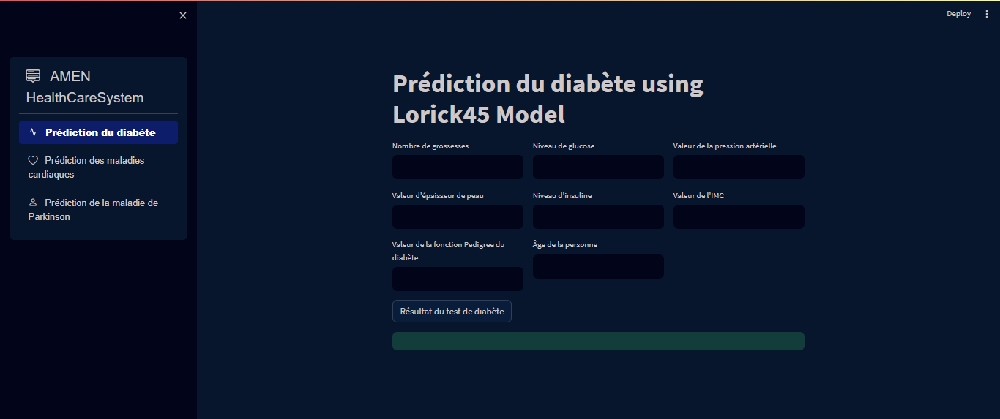 Deploy
AMEN
HealthCareSystem
Prédiction du diabète
Prédiction des maladies
cardiaques
Prédiction de la maladie de
Parkinson
Prédiction du diabète using
Lorick45 Model
Nombre de grossesses
Niveau de glucose
Valeur de la pression artérielle
Valeur d'épaisseur de peau
Niveau d'insuline
Valeur de l'IMC
Valeur de la fonction Pedigree du
diabète
Âge de la personne
Résultat du test de diabète